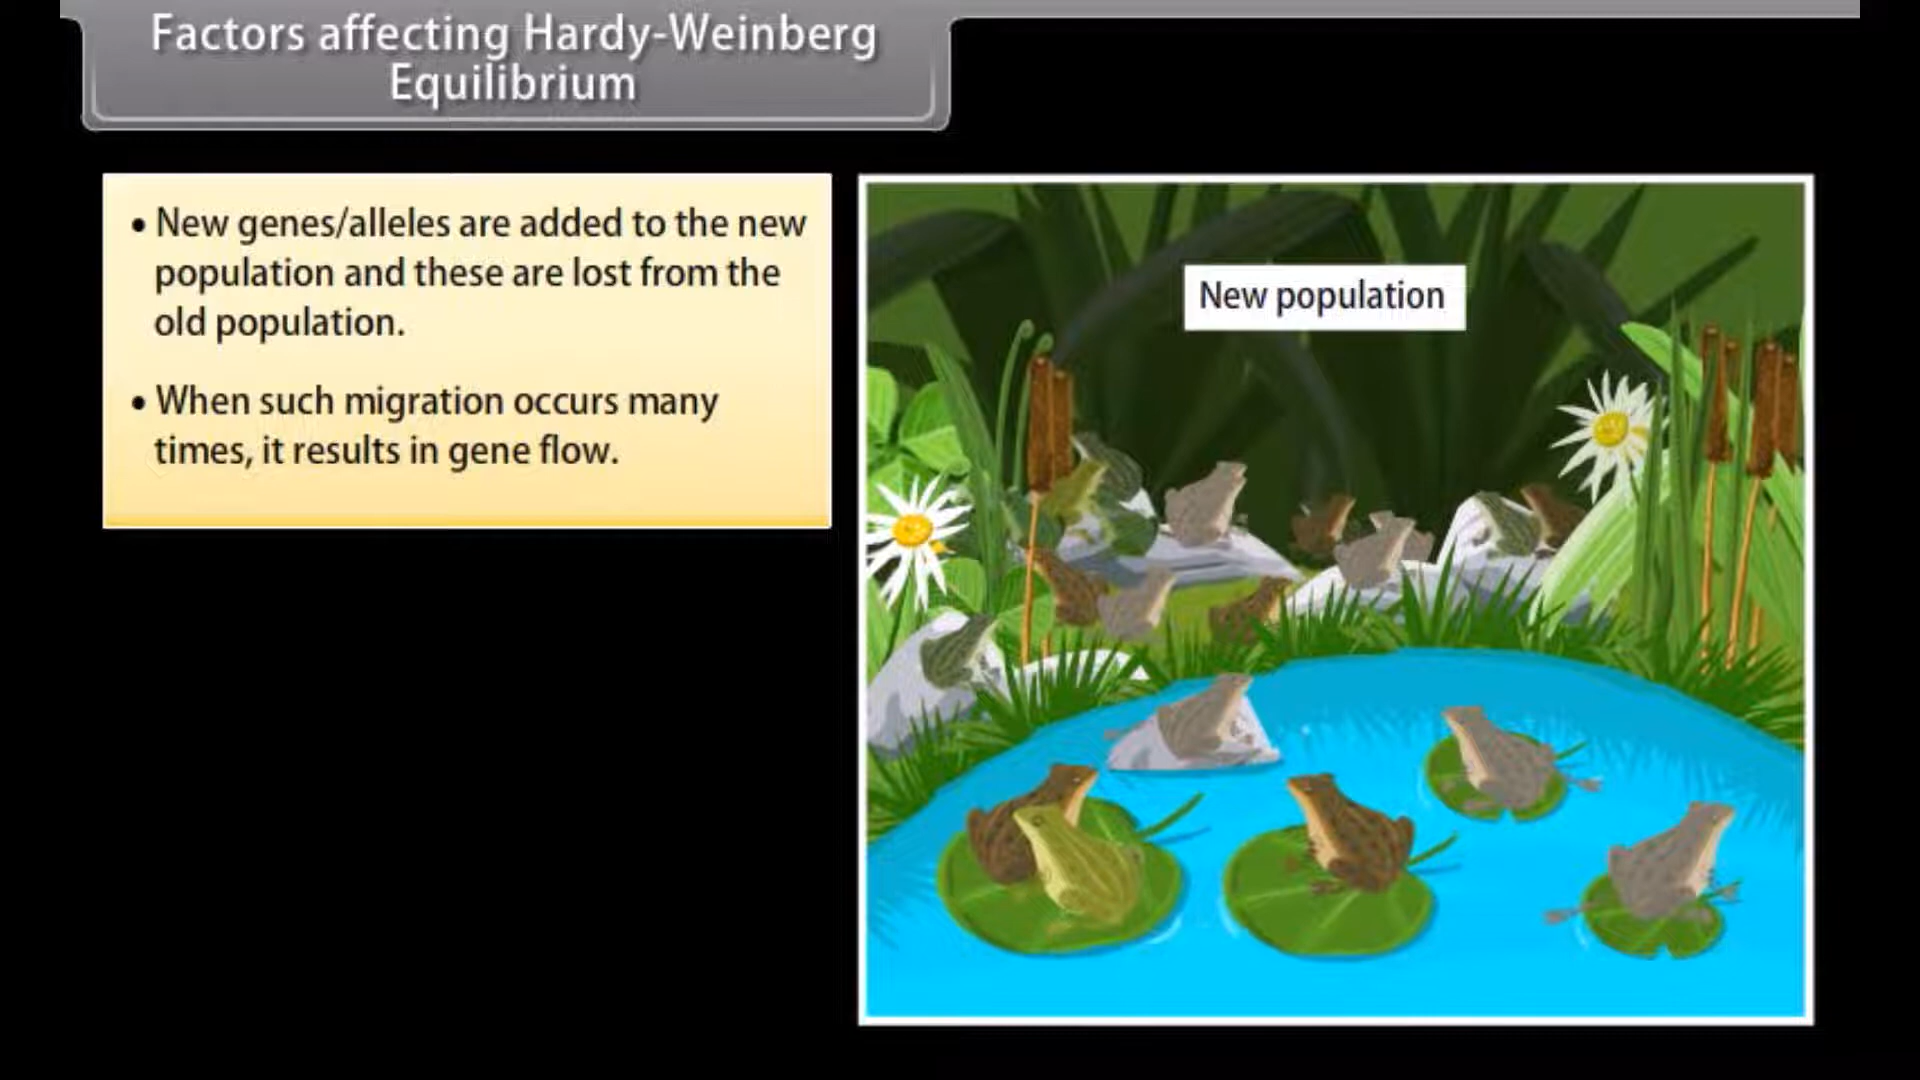 Factors affecting Hardy-Weinberg
Equilibrium
• New genes/alleles are added to the new
population and these are lost from the
old population.
• When such migration occurs many
times, it results in gene flow.
New population